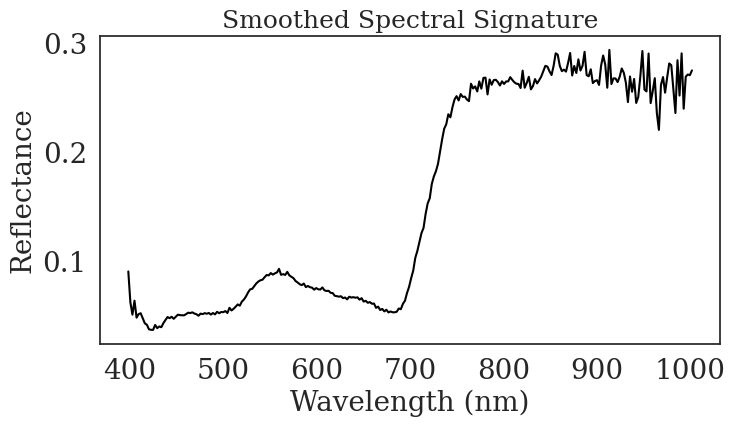 Smoothed Spectral Signature
0.3
0.2
0.1
Reflectance
400 500 600 700 800 900 1000
Wavelength (nm)